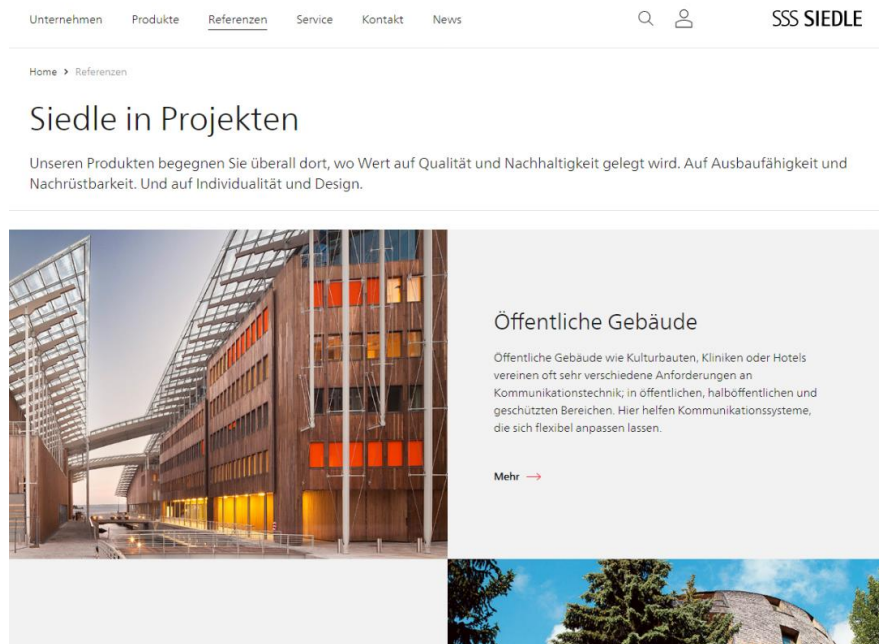 Unternehmen Produkte Referenzen Service Kontakt News SSS SIEDLE
Home > Referenzen
Siedle in Projekten
Unseren Produkten begegnen Sie überall dort, wo Wert auf Qualität und Nachhaltigkeit gelegt wird. Auf Ausbaufähigkeit und
Nachrüstbarkeit. Und auf Individualität und Design.
Öffentliche Gebäude
Öffentliche Gebäude wie Kulturbauten, Kliniken oder Hotels
vereinen oft sehr verschiedene Anforderungen an
Kommunikationstechnik; in öffentlichen, halböffentlichen und
geschützten Bereichen. Hier helfen Kommunikationssysteme,
die sich flexibel anpassen lassen.
Mehr →